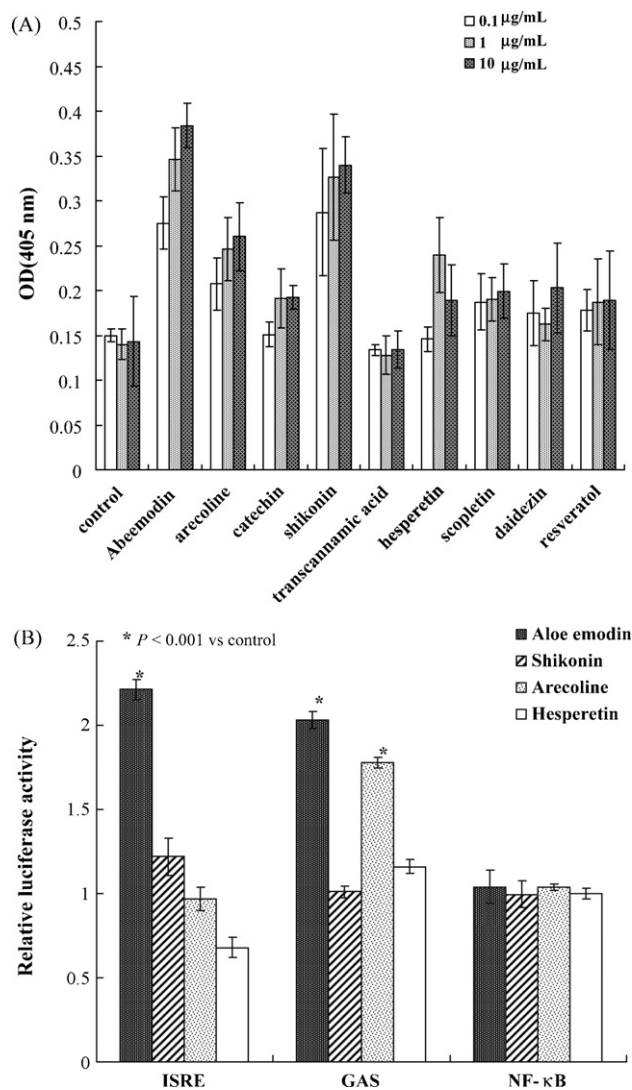 (A)
0.1 μg/mL
1 μg/mL
10 μg/mL
OD(405 nm)
0.5
0.45
0.4
0.35
0.3
0.25
0.2
0.15
0.1
0.05
0
control
Abeemodin
arecoline
catechin
shikonin
transcannamic acid
hesperetin
scopletin
daidezin
resveratol
(B)
* P < 0.001 vs control
Aloe emodin
Shikonin
Arecoline
Hesperetin
Relative luciferase activity
2.5
2
1.5
1
0.5
0
*
*
*
ISRE
GAS
NF-κB